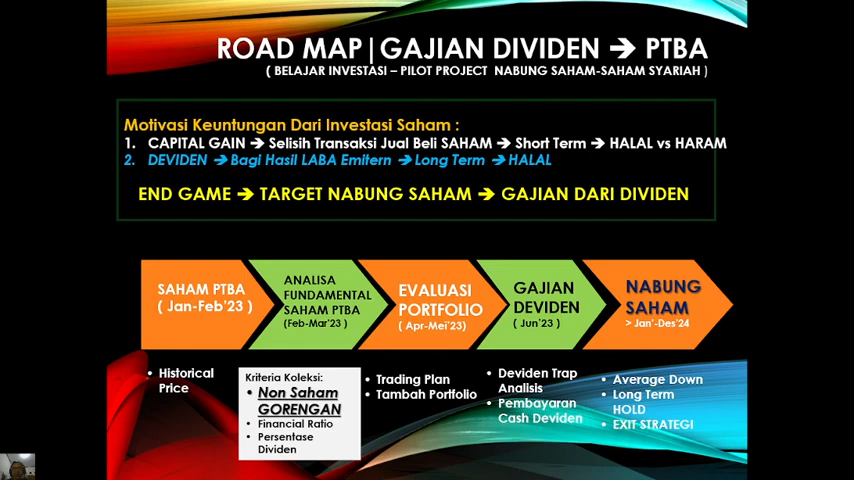 ROAD MAP|GAJIAN DIVIDEN ➔ PTBA
( BELAJAR INVESTASI – PILOT PROJECT NABUNG SAHAM-SAHAM SYARIAH )
Motivasi Keuntungan Dari Investasi Saham :
1. CAPITAL GAIN ➔ Selisih Transaksi Jual Beli SAHAM ➔ Short Term ➔ HALAL vs HARAM
2. DEVIDEN ➔ Bagi Hasil LABA Emitern ➔ Long Term ➔ HALAL
END GAME ➔ TARGET NABUNG SAHAM ➔ GAJIAN DARI DIVIDEN
SAHAM PTBA
( Jan-Feb'23 )
ANALISA
FUNDAMENTAL
SAHAM PTBA
(Feb-Mar'23 )
EVALUASI
PORTFOLIO
( Apr-Mei'23)
GAJIAN
DEVIDEN
( Jun'23 )
NABUNG
SAHAM
> Jan'-Des'24
• Historical
Price
Kriteria Koleksi:
• Non Saham
GORENGAN
• Financial Ratio
• Persentase
Dividen
• Trading Plan
• Tambah Portfolio
• Deviden Trap
Analisis
• Pembayaran
Cash Deviden
• Average Down
• Long Term
HOLD
• EXIT STRATEGI